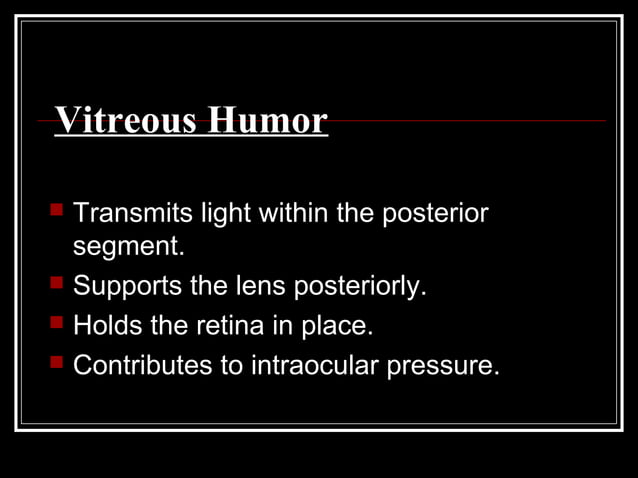 Vitreous Humor
Transmits light within the posterior
segment.
Supports the lens posteriorly.
Holds the retina in place.
Contributes to intraocular pressure.